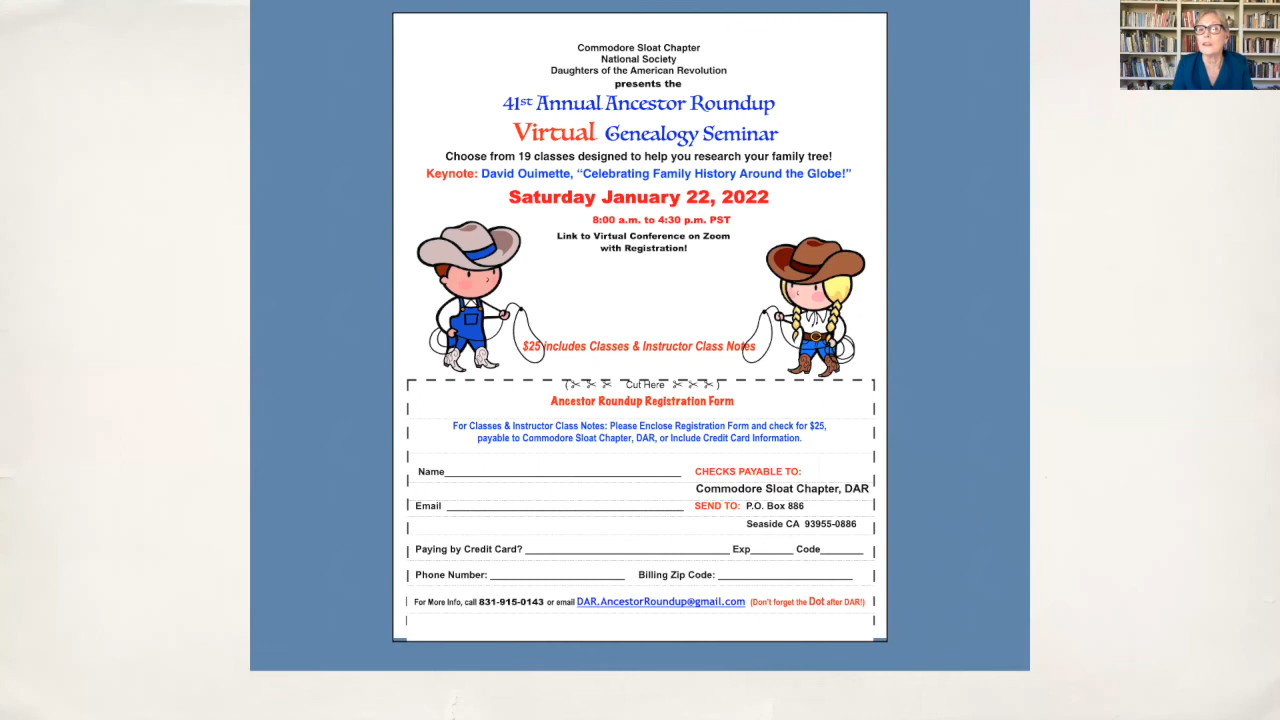 Commodore Sloat Chapter
National Society
Daughters of the American Revolution
presents the
41st Annual Ancestor Roundup
Virtual Genealogy Seminar
Choose from 19 classes designed to help you research your family tree!
Keynote: David Ouimette, “Celebrating Family History Around the Globe!”
Saturday January 22, 2022
8:00 a.m. to 4:30 p.m. PST
Link to Virtual Conference on Zoom
with Registration!
$25 includes Classes & Instructor Class Notes
(✂ ✂ ✂ Cut Here ✂ ✂ ✂)
Ancestor Roundup Registration Form
For Classes & Instructor Class Notes: Please Enclose Registration Form and check for $25,
payable to Commodore Sloat Chapter, DAR, or Include Credit Card Information.
Name CHECKS PAYABLE TO:
Commodore Sloat Chapter, DAR
Email SEND TO: P.O. Box 886
Seaside CA 93955-0886
Paying by Credit Card? Exp Code
Phone Number: Billing Zip Code:
For More Info, call 831-915-0143 or email DAR.AncestorRoundup@gmail.com (Don't forget the Dot after DAR!)